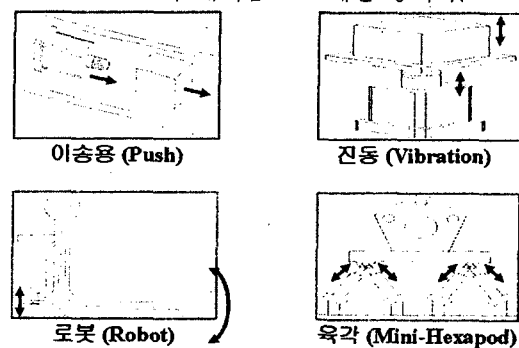 이송용 (Push)
진동 (Vibration)
로봇 (Robot)
육각 (Mini-Hexapod)